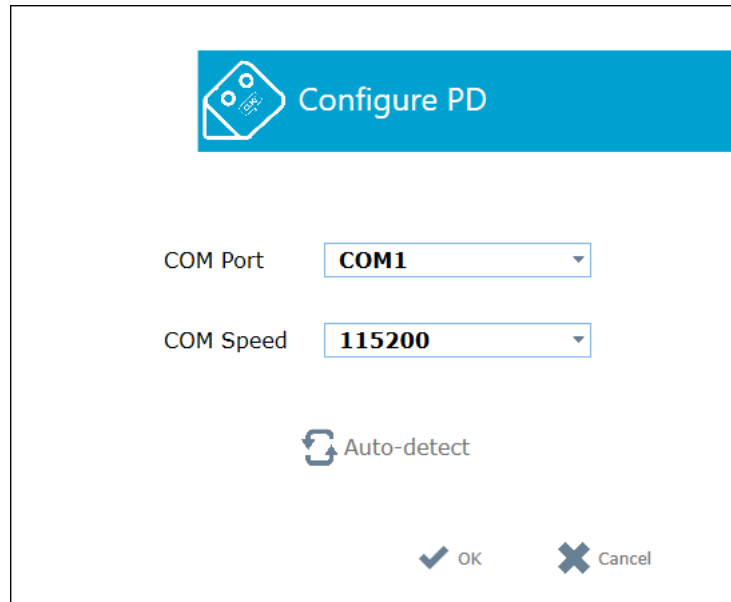 Configure PD
COM Port COM1
COM Speed 115200
Auto-detect
OK Cancel